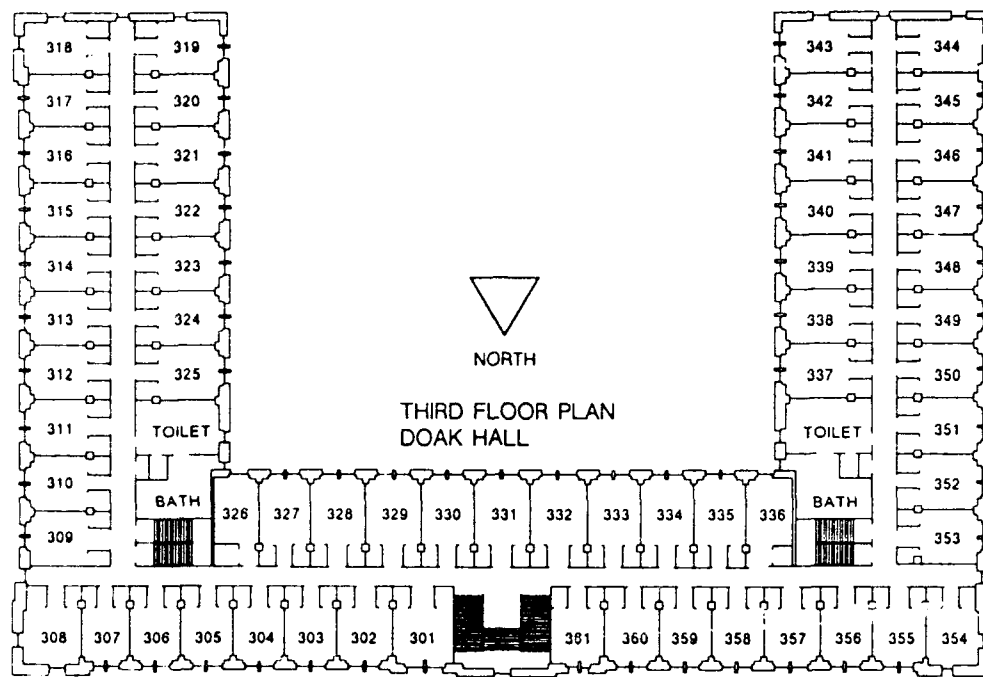 318 319 343 344
317 320 342 345
316 321 341 346
315 322 340 347
314 323 339 348
313 324 338 349
312 325 337 350
NORTH
THIRD FLOOR PLAN
DOAK HALL
311 TOILET TOILET 351
310 BATH BATH 352
326 327 328 329 330 331 332 333 334 335 336
309 353
308 307 306 305 304 303 302 301 361 360 359 358 357 356 355 354